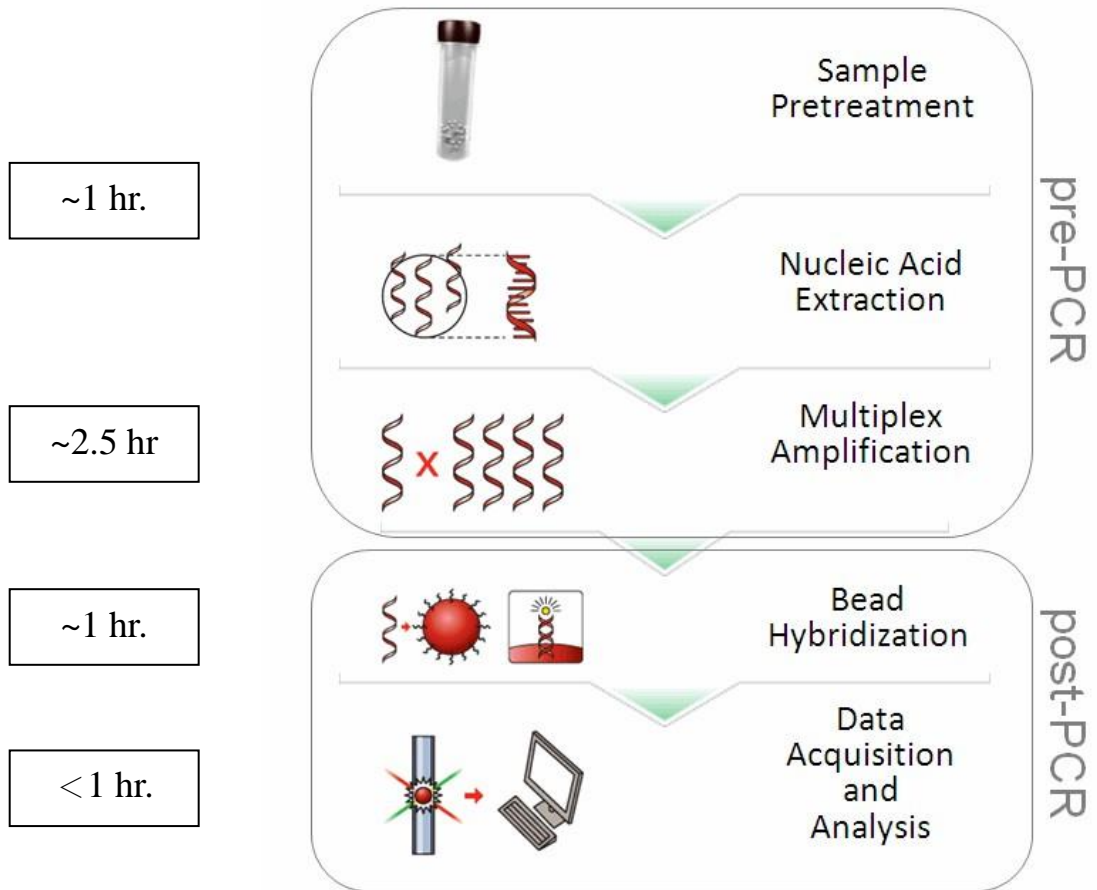 Sample
Pretreatment
~1 hr.
Nucleic Acid
Extraction
pre-PCR
~2.5 hr
Multiplex
Amplification
X
~1 hr.
Bead
Hybridization
post-PCR
<1 hr.
Data
Acquisition
and
Analysis